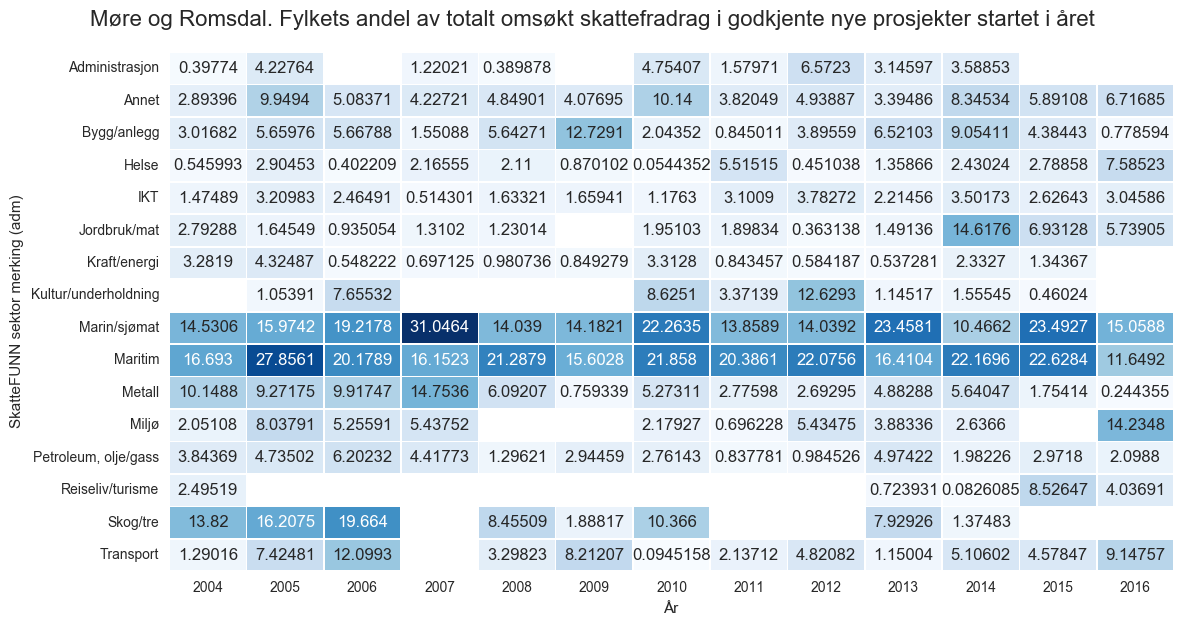 Møre og Romsdal. Fylkets andel av totalt omsøkt skattefradrag i godkjente nye prosjekter startet i året
SkatteFUNN sektor merking (adm)
Administrasjon 0.39774 4.22764 1.22021 0.389878 4.75407 1.57971 6.5723 3.14597 3.58853
Annet 2.89396 9.9494 5.08371 4.22721 4.84901 4.07695 10.14 3.82049 4.93887 3.39486 8.34534 5.89108 6.71685
Bygg/anlegg 3.01682 5.65976 5.66788 1.55088 5.64271 12.7291 2.04352 0.845011 3.89559 6.52103 9.05411 4.38443 0.778594
Helse 0.545993 2.90453 0.402209 2.16555 2.11 0.870102 0.0544352 5.51515 0.451038 1.35866 2.43024 2.78858 7.58523
IKT 1.47489 3.20983 2.46491 0.514301 1.63321 1.65941 1.1763 3.1009 3.78272 2.21456 3.50173 2.62643 3.04586
Jordbruk/mat 2.79288 1.64549 0.935054 1.3102 1.23014 1.95103 1.89834 0.363138 1.49136 14.6176 6.93128 5.73905
Kraft/energi 3.2819 4.32487 0.548222 0.697125 0.980736 0.849279 3.3128 0.843457 0.584187 0.537281 2.3327 1.34367
Kultur/underholdning 1.05391 7.65532 8.6251 3.37139 12.6293 1.14517 1.55545 0.46024
Marin/sjømat 14.5306 15.9742 19.2178 31.0464 14.039 14.1821 22.2635 13.8589 14.0392 23.4581 10.4662 23.4927 15.0588
Maritim 16.693 27.8561 20.1789 16.1523 21.2879 15.6028 21.858 20.3861 22.0756 16.4104 22.1696 22.6284 11.6492
Metall 10.1488 9.27175 9.91747 14.7536 6.09207 0.759339 5.27311 2.77598 2.69295 4.88288 5.64047 1.75414 0.244355
Miljø 2.05108 8.03791 5.25591 5.43752 2.17927 0.696228 5.43475 3.88336 2.6366 14.2348
Petroleum, olje/gass 3.84369 4.73502 6.20232 4.41773 1.29621 2.94459 2.76143 0.837781 0.984526 4.97422 1.98226 2.9718 2.0988
Reiseliv/turisme 2.49519 0.723931 0.0826085 8.52647 4.03691
Skog/tre 13.82 16.2075 19.664 8.45509 1.88817 10.366 7.92926 1.37483
Transport 1.29016 7.42481 12.0993 3.29823 8.21207 0.0945158 2.13712 4.82082 1.15004 5.10602 4.57847 9.14757
2004 2005 2006 2007 2008 2009 2010 2011 2012 2013 2014 2015 2016
År